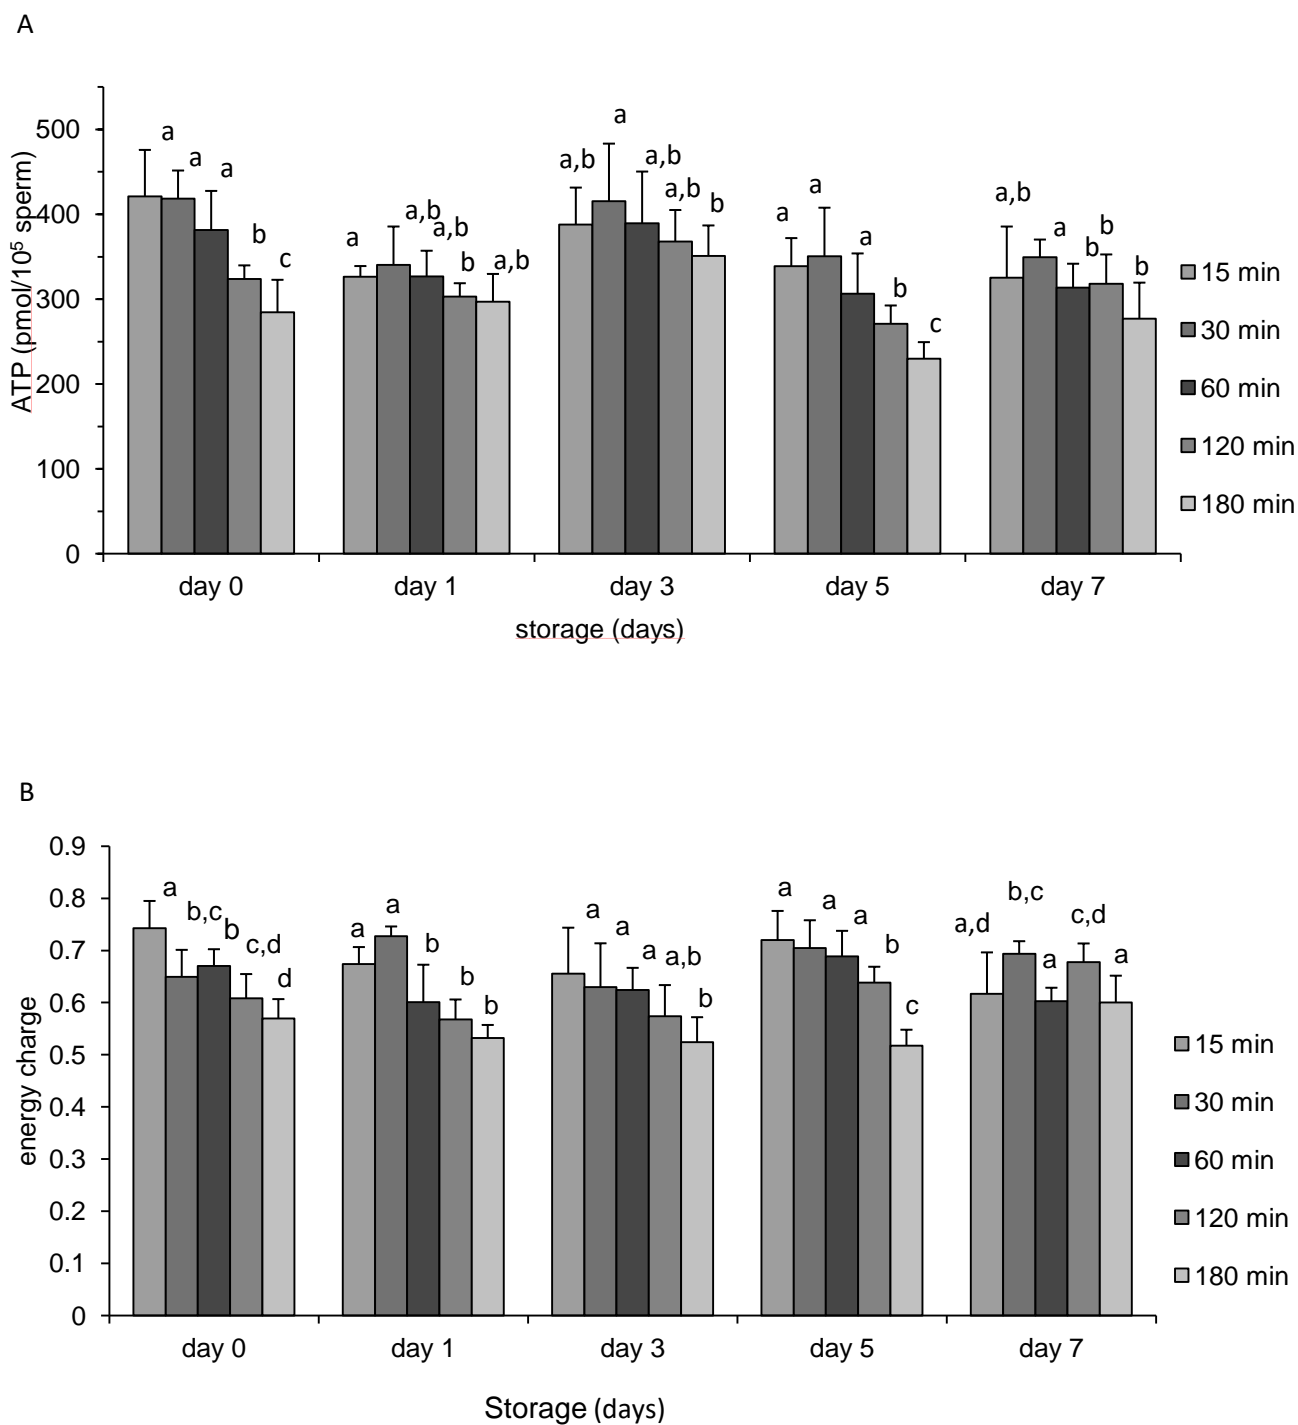 A
500
400
300
200
100
0
ATP (pmol/10⁵ sperm)
a
a
a
b
c
a
a,b
a,b
b
a,b
a,b
a
a,b
a,b
b
a
a
a
b
c
a,b
a
b
b
b
15 min
30 min
60 min
120 min
180 min
day 0 day 1 day 3 day 5 day 7
storage (days)
B
0.9
0.8
0.7
0.6
0.5
0.4
0.3
0.2
0.1
0
energy charge
a
b,c
b
c,d
d
a
a
b
b
b
a
a
a
a,b
b
a
a
a
b
c
a,d
b,c
a
c,d
a
15 min
30 min
60 min
120 min
180 min
day 0 day 1 day 3 day 5 day 7
Storage (days)